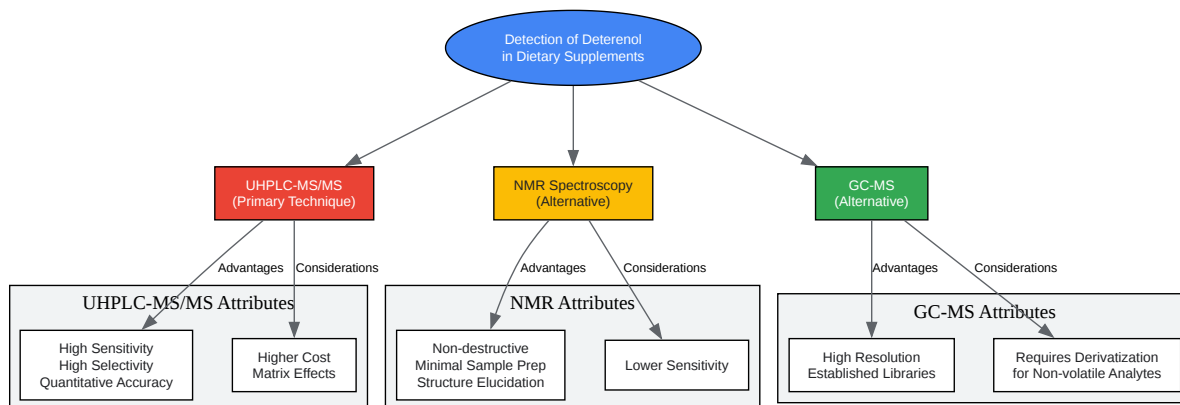 Detection of Deterenol
in Dietary Supplements
UHPLC-MS/MS
(Primary Technique)
NMR Spectroscopy
(Alternative)
GC-MS
(Alternative)
Advantages
Considerations
Advantages
Considerations
Advantages
Considerations
UHPLC-MS/MS Attributes
NMR Attributes
GC-MS Attributes
High Sensitivity
High Selectivity
Quantitative Accuracy
Higher Cost
Matrix Effects
Non-destructive
Minimal Sample Prep
Structure Elucidation
Lower Sensitivity
High Resolution
Established Libraries
Requires Derivatization
for Non-volatile Analytes